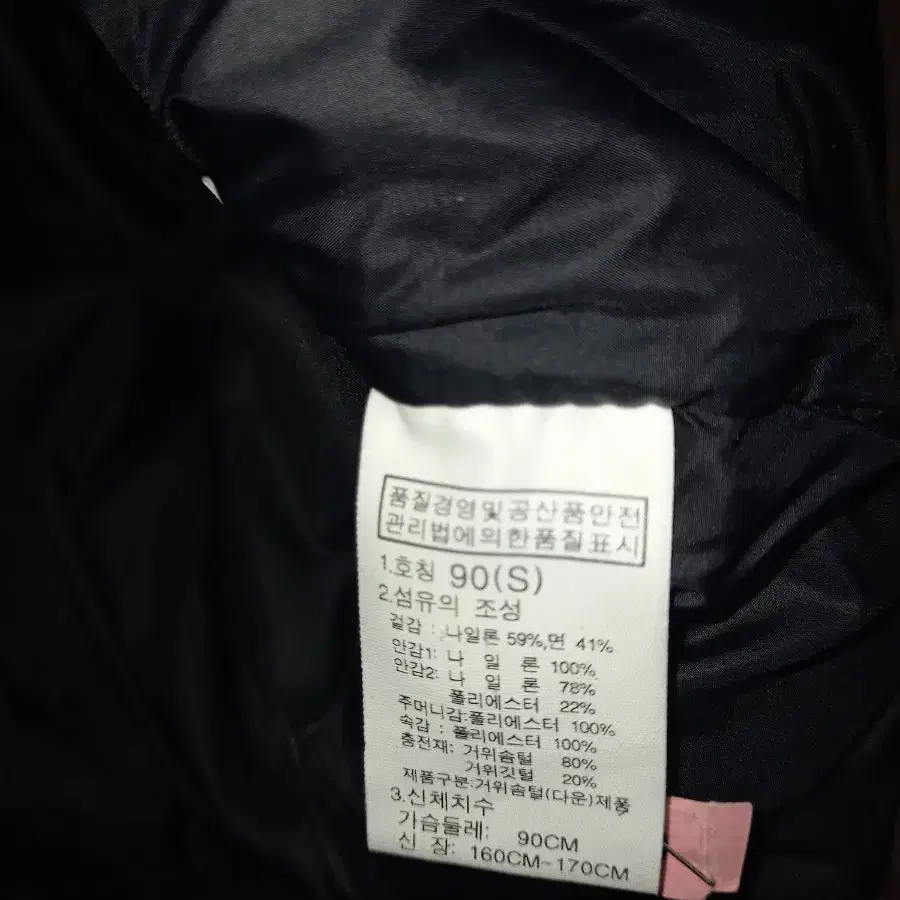 품질경영및공산품안전
관리법에의한품질표시
1.호칭 90(S)
2.섬유의 조성
겉감 : 나일론 59%,면 41%
안감1: 나 일 론 100%
안감2: 나 일 론 78%
폴리에스터 22%
주머니감:폴리에스터 100%
속감 : 폴리에스터 100%
충전재: 거위솜털 80%
거위깃털 20%
제품구분:거위솜털(다운)제품
3.신체치수
가슴둘레: 90CM
신 장: 160CM~170CM